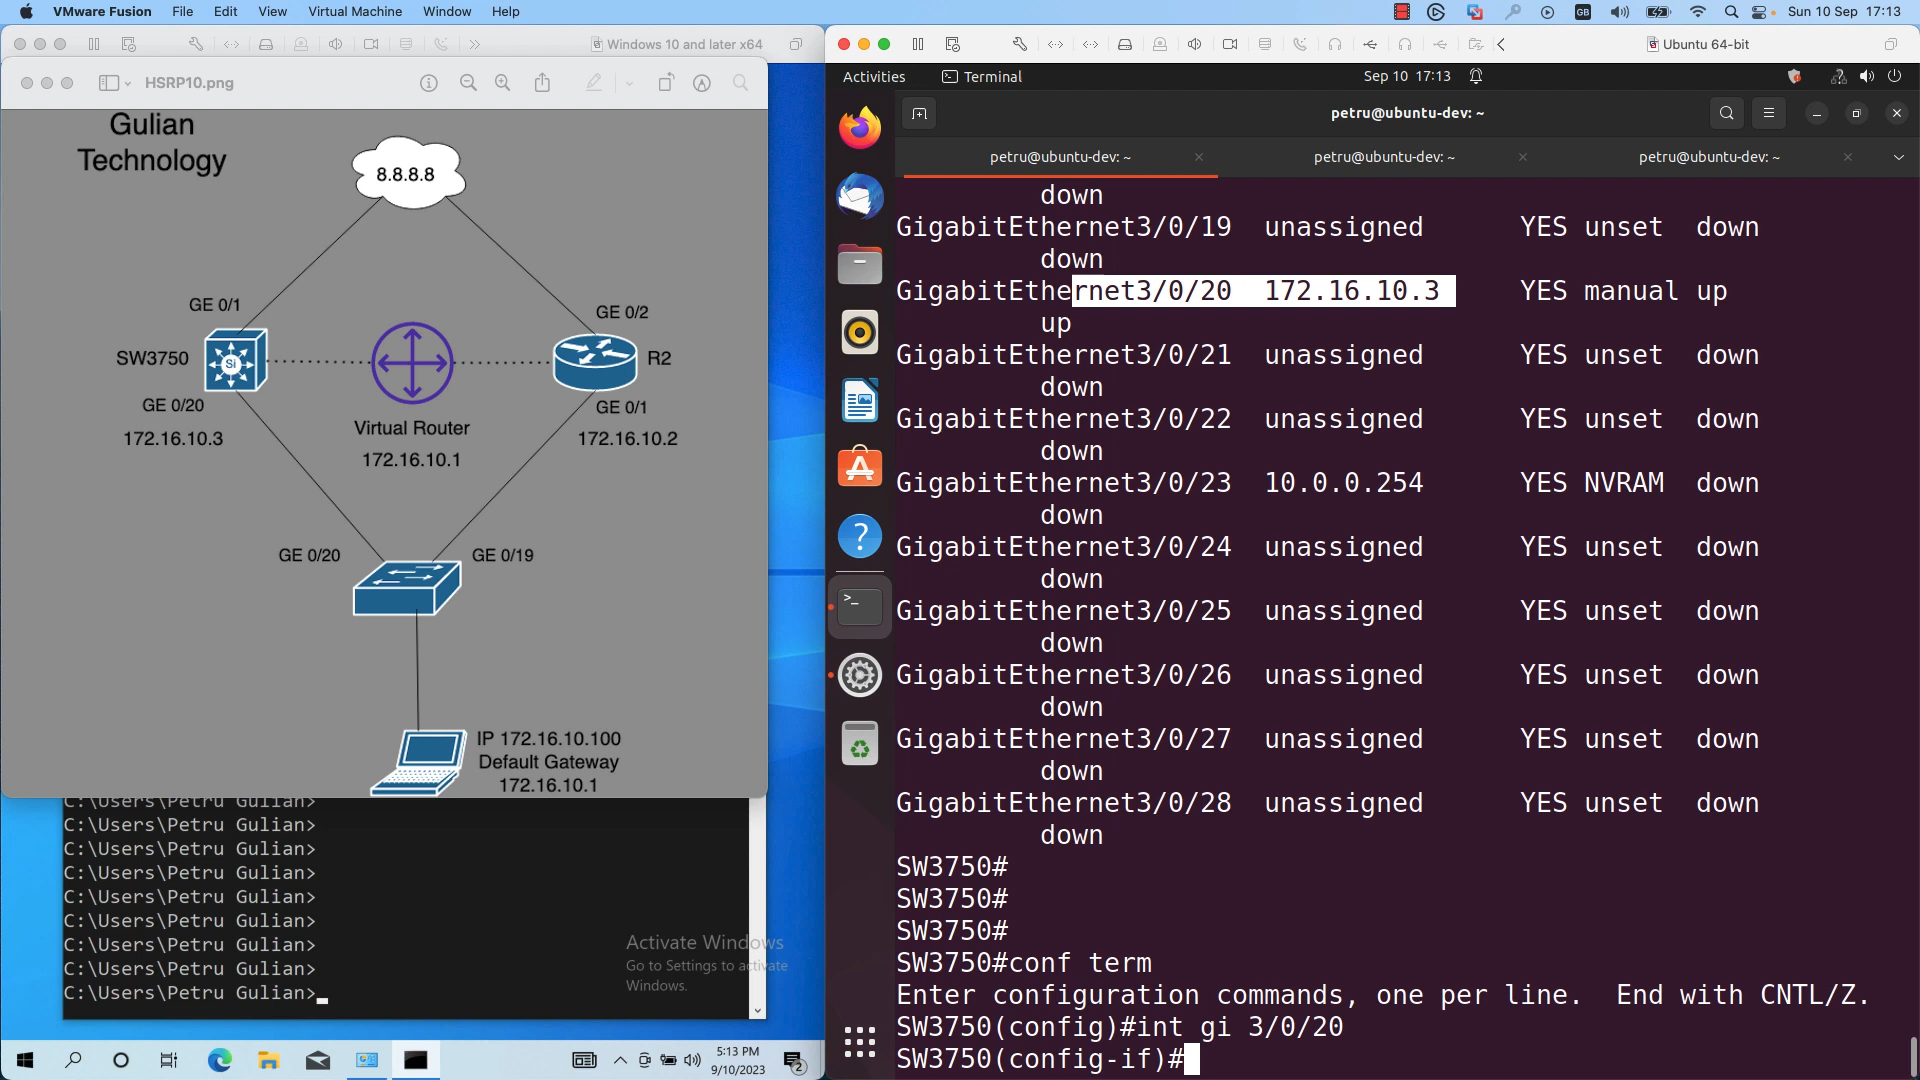 VMware Fusion File Edit View Virtual Machine Window Help
GB
Sun 10 Sep 17:13
Windows 10 and later x64
HSRP10.png
Gulian
Technology
8.8.8.8
GE 0/1
GE 0/2
SW3750
Si
R2
GE 0/20
GE 0/1
172.16.10.3
Virtual Router
172.16.10.2
172.16.10.1
GE 0/20
GE 0/19
IP 172.16.10.100
Default Gateway
172.16.10.1
C:\Users\Petru Gulian>
C:\Users\Petru Gulian>
C:\Users\Petru Gulian>
C:\Users\Petru Gulian>
C:\Users\Petru Gulian>
C:\Users\Petru Gulian>
C:\Users\Petru Gulian>
C:\Users\Petru Gulian>
C:\Users\Petru Gulian>
Activate Windows
Go to Settings to activate
Windows.
5:13 PM
9/10/2023
2
Ubuntu 64-bit
Activities Terminal Sep 10 17:13
petru@ubuntu-dev: ~
petru@ubuntu-dev: ~ petru@ubuntu-dev: ~ petru@ubuntu-dev: ~
down
GigabitEthernet3/0/19 unassigned YES unset down
down
GigabitEthernet3/0/20 172.16.10.3 YES manual up
up
GigabitEthernet3/0/21 unassigned YES unset down
down
GigabitEthernet3/0/22 unassigned YES unset down
down
GigabitEthernet3/0/23 10.0.0.254 YES NVRAM down
down
GigabitEthernet3/0/24 unassigned YES unset down
down
GigabitEthernet3/0/25 unassigned YES unset down
down
GigabitEthernet3/0/26 unassigned YES unset down
down
GigabitEthernet3/0/27 unassigned YES unset down
down
GigabitEthernet3/0/28 unassigned YES unset down
down
SW3750#
SW3750#
SW3750#
SW3750#conf term
Enter configuration commands, one per line. End with CNTL/Z.
SW3750(config)#int gi 3/0/20
SW3750(config-if)#